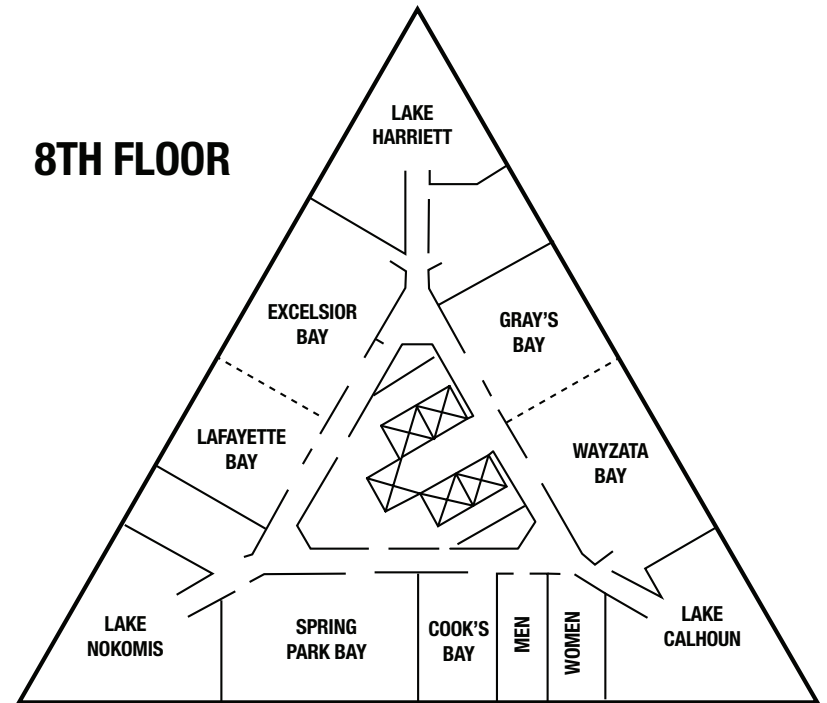 LAKE
HARRIETT
8TH FLOOR
EXCELSIOR
BAY
GRAY'S
BAY
LAFAYETTE
BAY
WAYZATA
BAY
LAKE
NOKOMIS
SPRING
PARK BAY
COOK'S
BAY
MEN
WOMEN
LAKE
CALHOUN